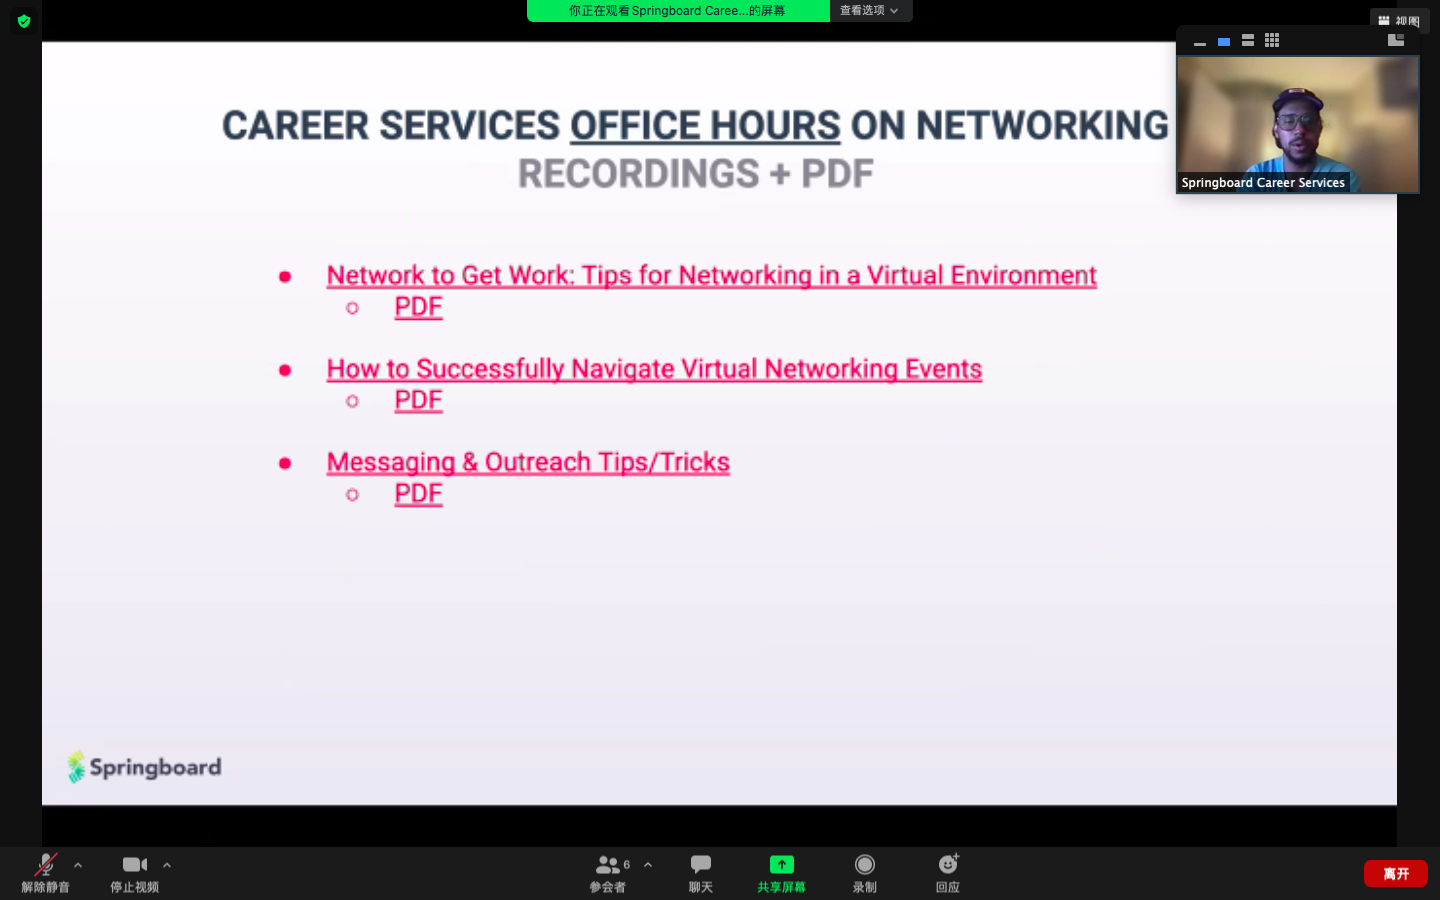 你正在观看Springboard Caree...的屏幕
查看选项
视图
CAREER SERVICES OFFICE HOURS ON NETWORKING
RECORDINGS + PDF
Springboard Career Services
Network to Get Work: Tips for Networking in a Virtual Environment
PDF
How to Successfully Navigate Virtual Networking Events
PDF
Messaging & Outreach Tips/Tricks
PDF
Springboard
解除静音
停止视频
6
参会者
聊天
共享屏幕
录制
回应
离开